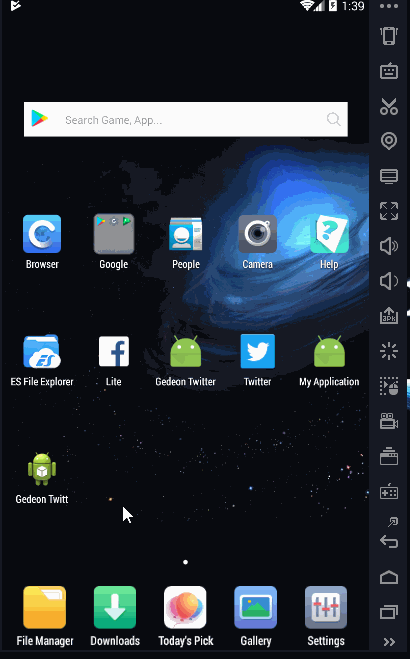 1:39
Search Game, App...
Browser
Google
People
Camera
Help
ES File Explorer
Lite
Gedeon Twitter
Twitter
My Application
Gedeon Twitt
File Manager
Downloads
Today's Pick
Gallery
Settings